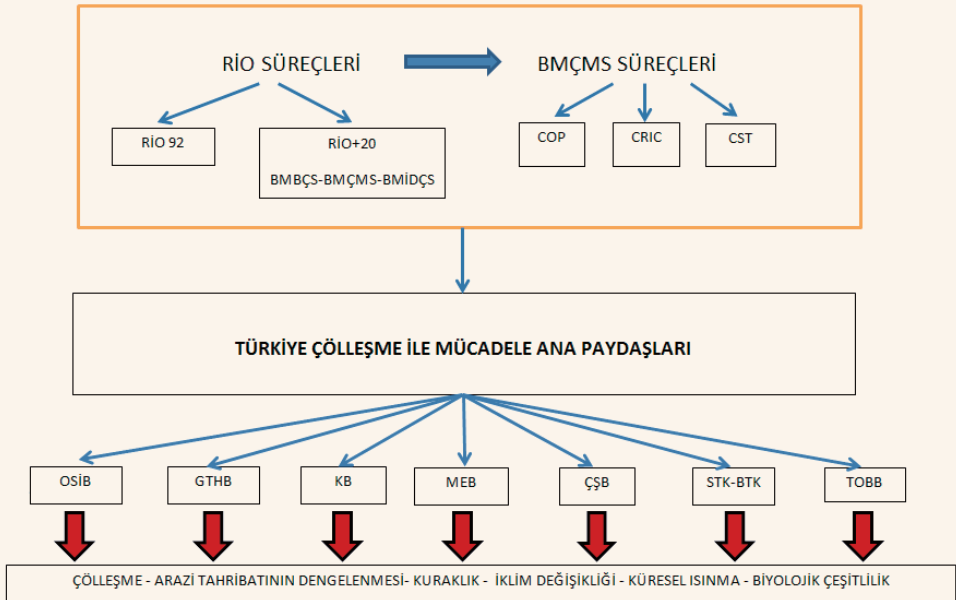 RİO SÜREÇLERİ
BMÇMS SÜREÇLERİ
RİO 92
RİO+20
BMBÇS-BMÇMS-BMİDÇS
COP
CRIC
CST
TÜRKİYE ÇÖLLEŞME İLE MÜCADELE ANA PAYDAŞLARI
OSİB
GTHB
KB
MEB
ÇŞB
STK-BTK
TOBB
ÇÖLLEŞME - ARAZİ TAHRİBATININ DENGELENMESİ- KURAKLIK - İKLİM DEĞİŞİKLİĞİ - KÜRESEL ISINMA - BİYOLOJİK ÇEŞİTLİLİK